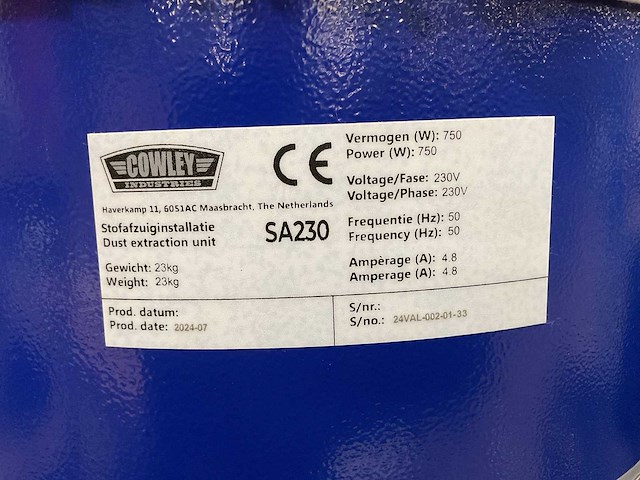 COWLEY
INDUSTRIES
CE
Haverkamp 11, 6051AC Maasbracht, The Netherlands
Stofafzuiginstallatie
Dust extraction unit
SA230
Gewicht: 23kg
Weight: 23kg
Vermogen (W): 750
Power (W): 750
Voltage/Fase: 230V
Voltage/Phase: 230V
Frequentie (Hz): 50
Frequency (Hz): 50
Ampèrage (A): 4.8
Amperage (A): 4.8
Prod. datum:
Prod. date: 2024-07
S/nr.:
S/no.: 24VAL-002-01-33